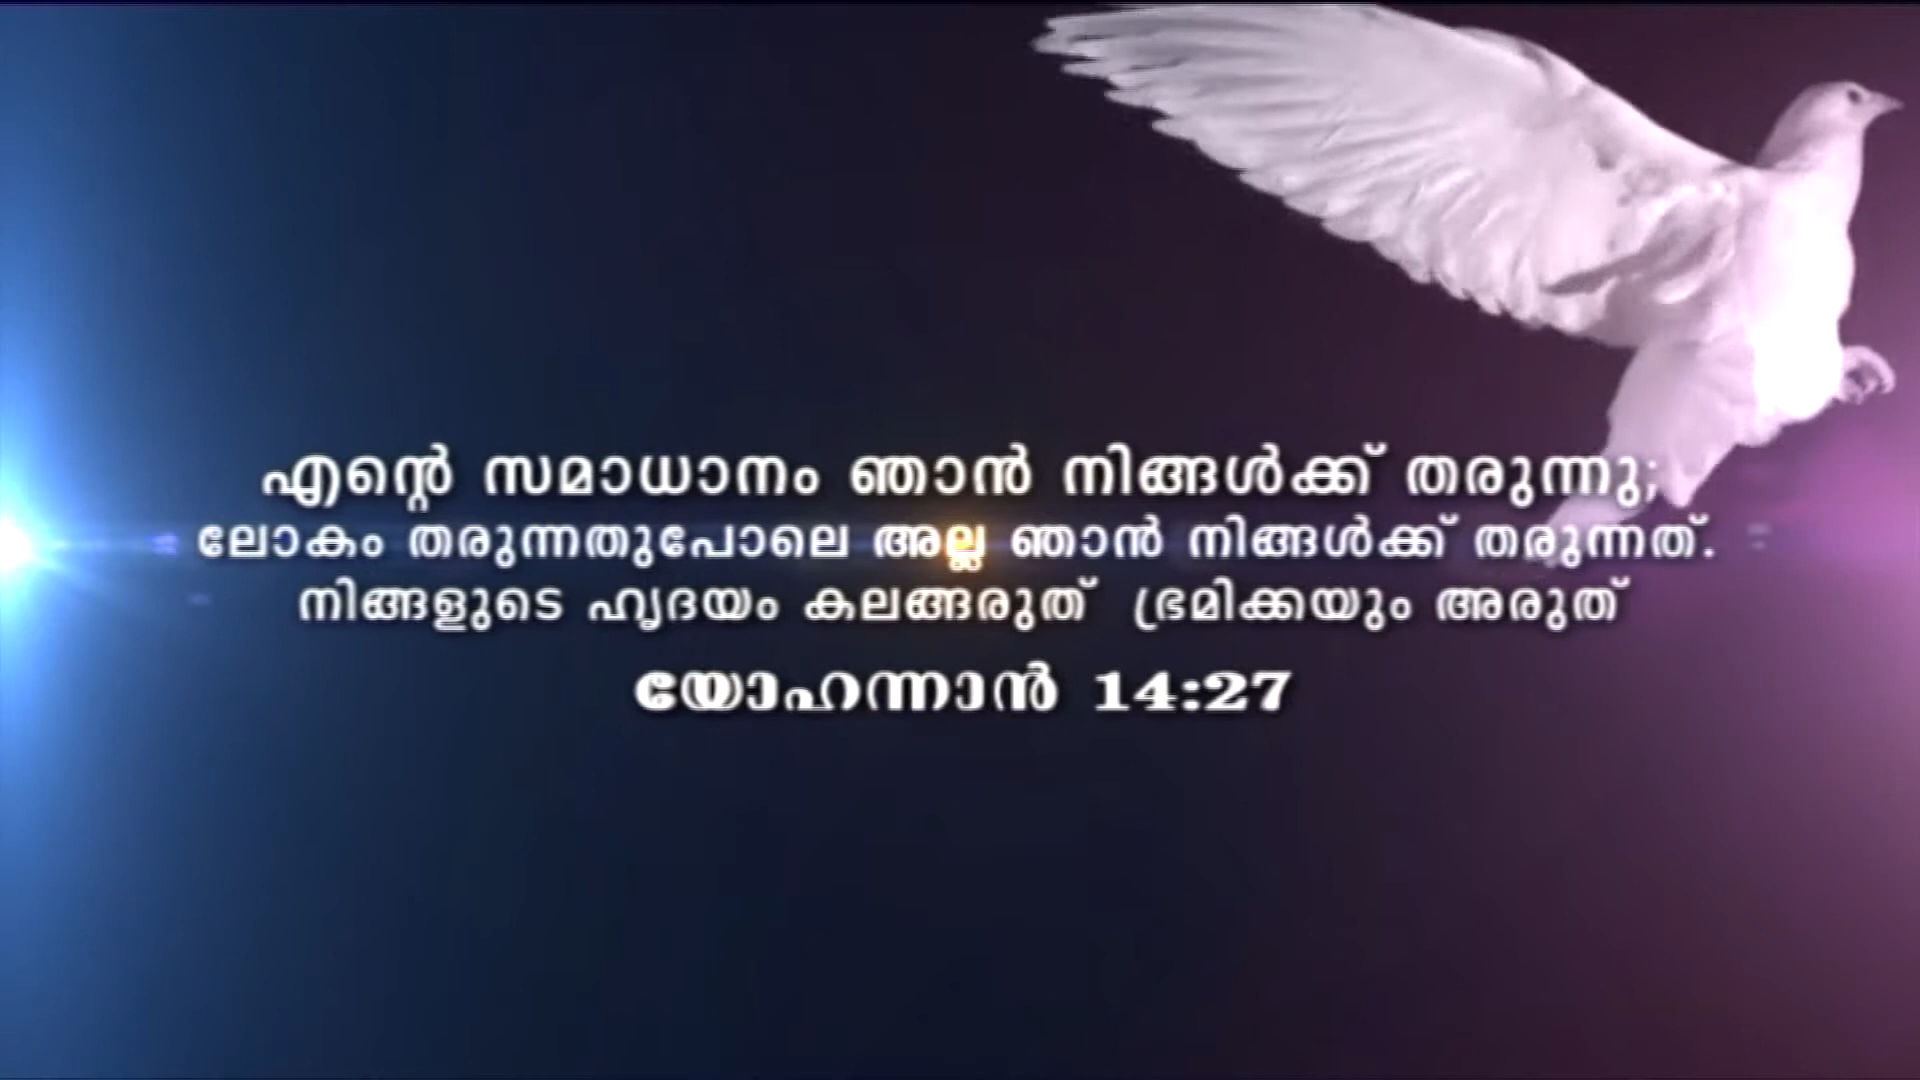 എന്റെ സമാധാനം ഞാൻ നിങ്ങൾക്ക് തരുന്നു;
ലോകം തരുന്നതുപോലെ അല്ല ഞാൻ നിങ്ങൾക്ക് തരുന്നത്.
നിങ്ങളുടെ ഹൃദയം കലങ്ങരുത് ഭ്രമിക്കയും അരുത്
യോഹന്നാൻ 14:27